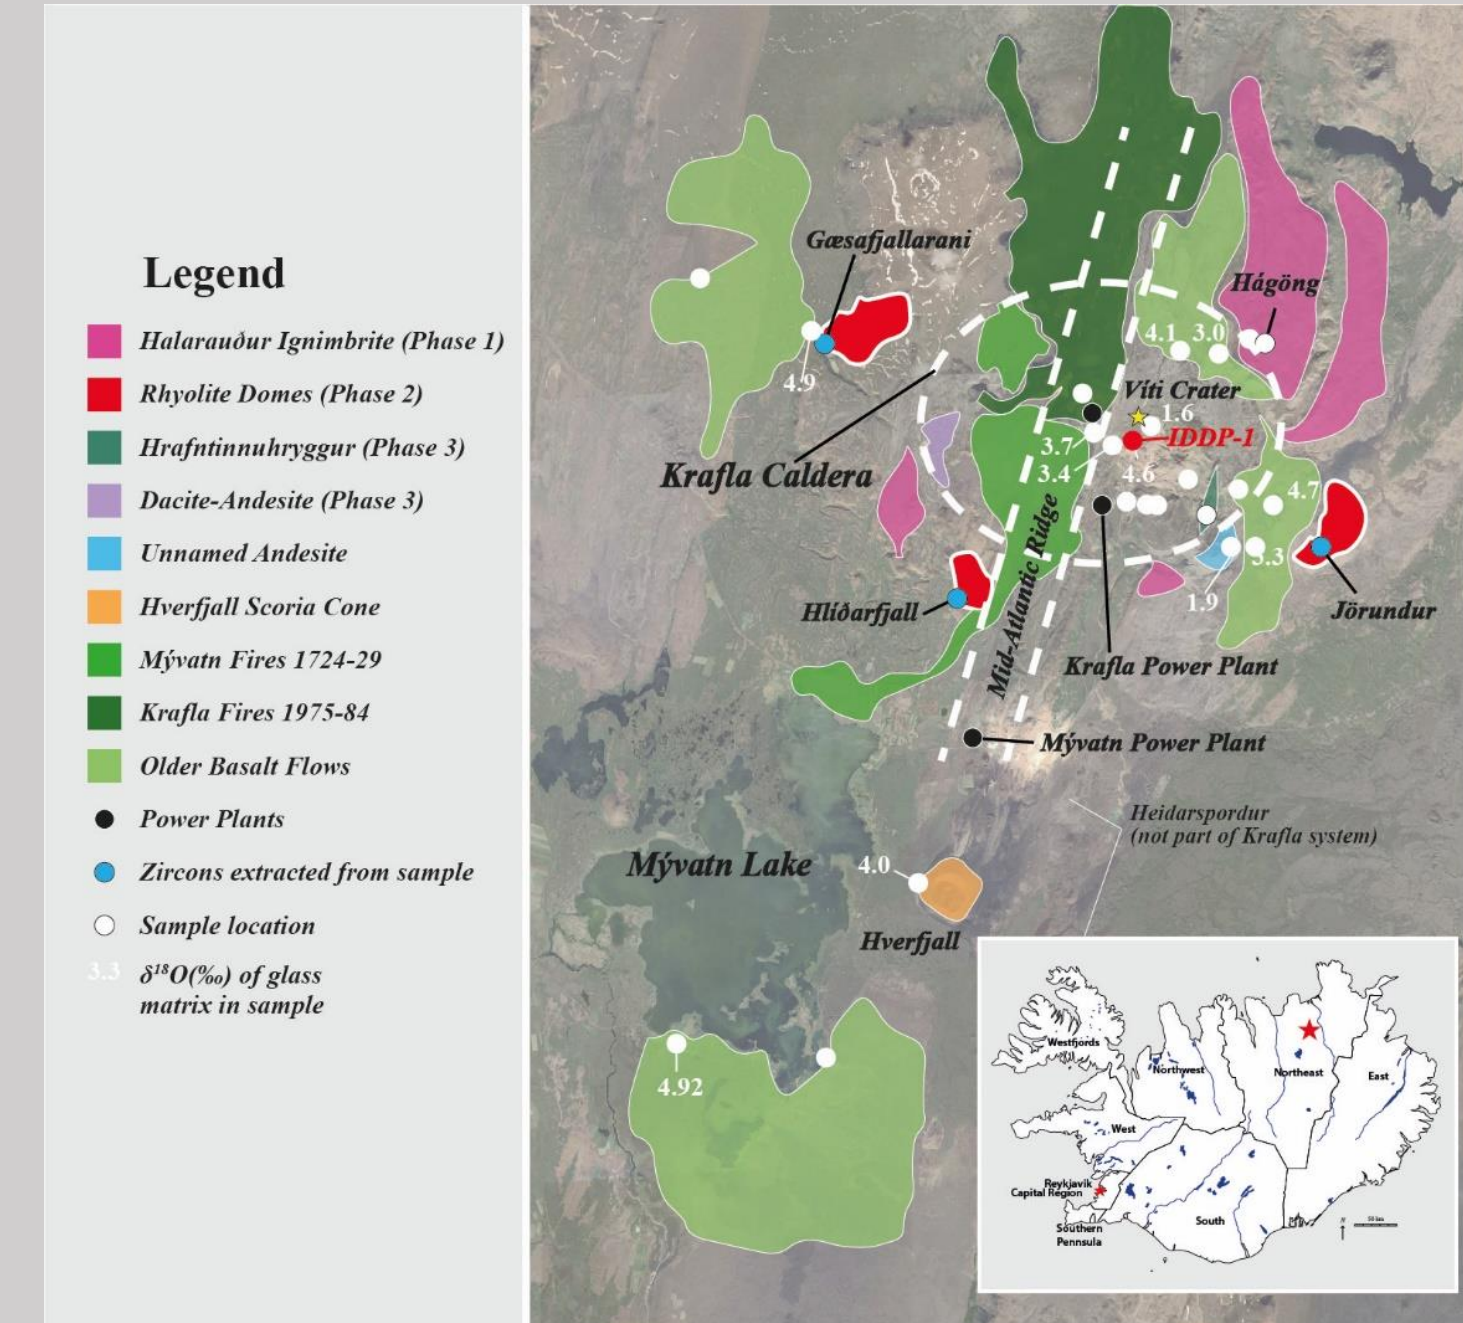 Legend
Halarauður Ignimbrite (Phase 1)
Rhyolite Domes (Phase 2)
Hrafntinnuhryggur (Phase 3)
Dacite-Andesite (Phase 3)
Unnamed Andesite
Hverfjall Scoria Cone
Mývatn Fires 1724-29
Krafla Fires 1975-84
Older Basalt Flows
Power Plants
Zircons extracted from sample
Sample location
3.3 δ¹⁸O(‰) of glass
matrix in sample
Gæsafjallarani
Hágöng
4.1 3.0
4.9
Víti Crater
1.6
3.7
IDDP-1
Krafla Caldera
3.4
4.6
4.7
Mid-Atlantic Ridge
3.3
1.9
Hlíðarfjall
Jörundur
Krafla Power Plant
Mývatn Power Plant
Heidarspordur
(not part of Krafla system)
Mývatn Lake
4.0
Hverfjall
4.92
Westfjords
Northwest
Northeast
East
West
Reykjavik
Capital Region
South
Southern
Pennsula
N
50 km